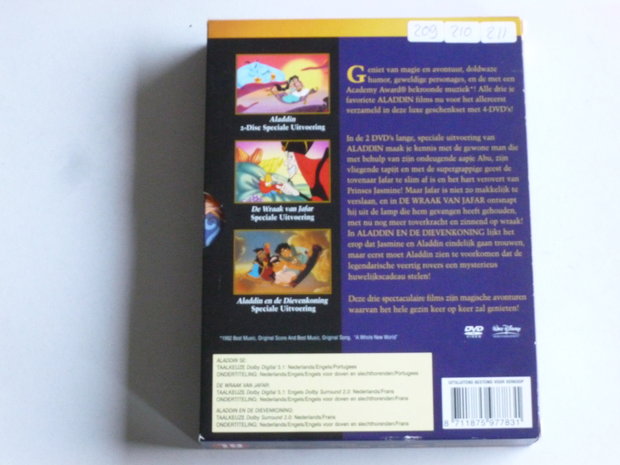 209 210 211
Geniet van magie en avontuur, doldwaze
humor, geweldige personages, en de met een
Academy Award® bekroonde muziek*! Alle drie je
favoriete ALADDIN films nu voor het allereerst
verzameld in deze luxe geschenkset met
4-DVD's!
Aladdin
2-Disc Speciale Uitvoering
In de 2 DVD's lange, speciale uitvoering van
ALADDIN maak je kennis met de gewone man die
met behulp van zijn ondeugende aapje Abu, zijn
vliegende tapijt en met de supergrappige geest de
tovenaar Jafar te slim af is en het hart verovert van
Prinses Jasmine! Maar Jafar is niet zo makkelijk te
verslaan, en in DE WRAAK VAN JAFAR ontsnapt
hij uit de lamp die hem gevangen heeft gehouden,
met nu nog meer toverkracht en zinnend op wraak!
In ALADDIN EN DE DIEVENKONING lijkt het
erop dat Jasmine en Aladdin eindelijk gaan trouwen,
maar eerst moet Aladdin zien te voorkomen dat de
legendarische veertig rovers een mysterieus
huwelijkscadeau stelen!
De Wraak van Jafar
Speciale Uitvoering
Aladdin en de Dievenkoning
Speciale Uitvoering
Deze drie spectaculaire films zijn magische avonturen
waarvan het hele gezin keer op keer zal genieten!
*1992 Best Music, Original Score And Best Music, Original Song, "A Whole New World"
DVD
VIDEO
WALT DISNEY
ALADDIN SE:
TAALKEUZE Dolby Digital 5.1: Nederlands/Engels/Portugees
ONDERTITELING: Nederlands/Engels/Engels voor doven en slechthorenden/Portugees
DE WRAAK VAN JAFAR:
TAALKEUZE Dolby Digital 5.1: Engels Dolby Surround 2.0: Nederlands/Frans
ONDERTITELING: Nederlands/Engels/Engels voor doven en slechthorenden/Frans
ALADDIN EN DE DIEVENKONING:
TAALKEUZE Dolby Surround 2.0: Nederlands/Frans
ONDERTITELING: Nederlands/Engels/Engels voor doven en slechthorenden/Frans
UITSLUITEND BESTEMD VOOR VERKOOP
8 711875 977831